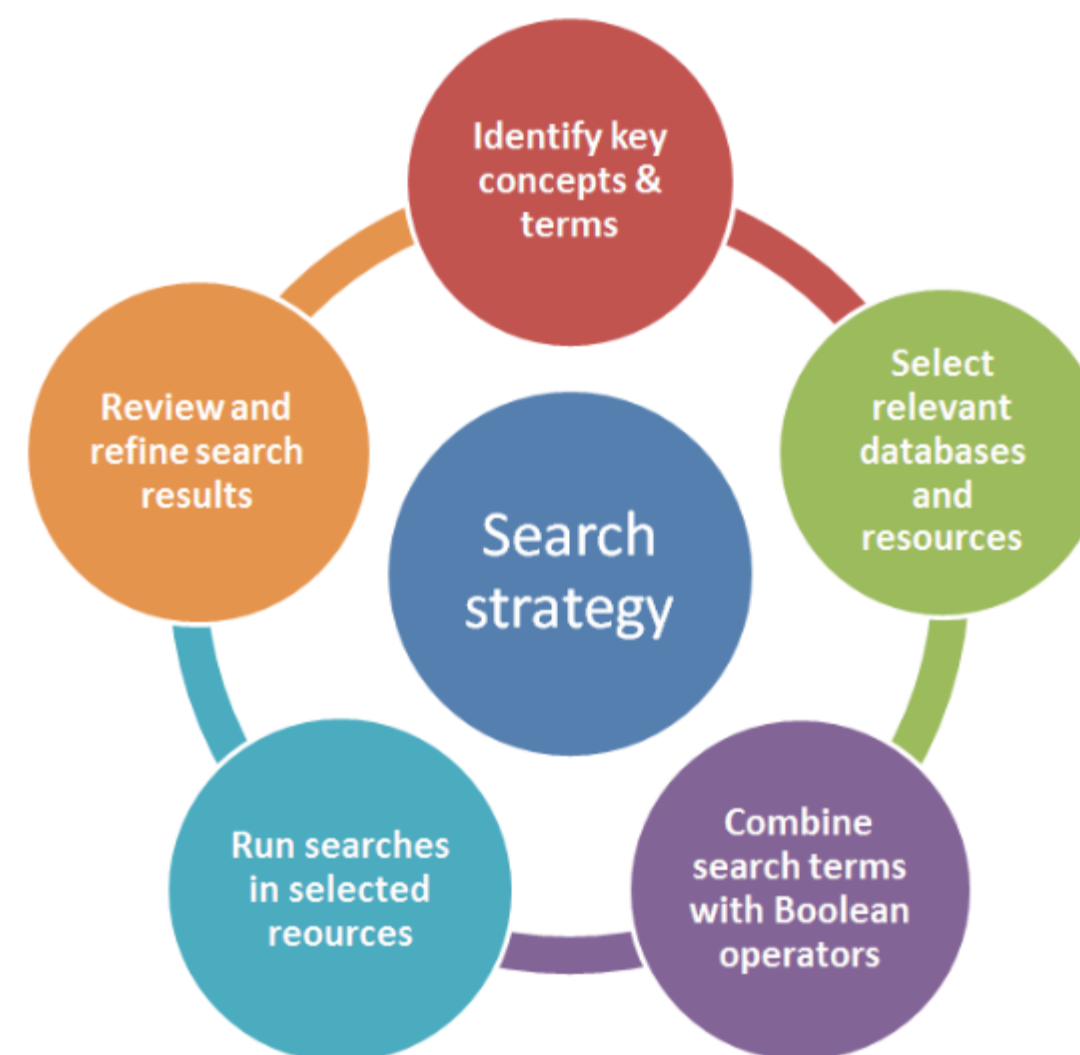 Identify key
concepts &
terms
Select
relevant
databases
and
resources
Combine
search terms
with Boolean
operators
Run searches
in selected
reources
Review and
refine search
results
Search
strategy